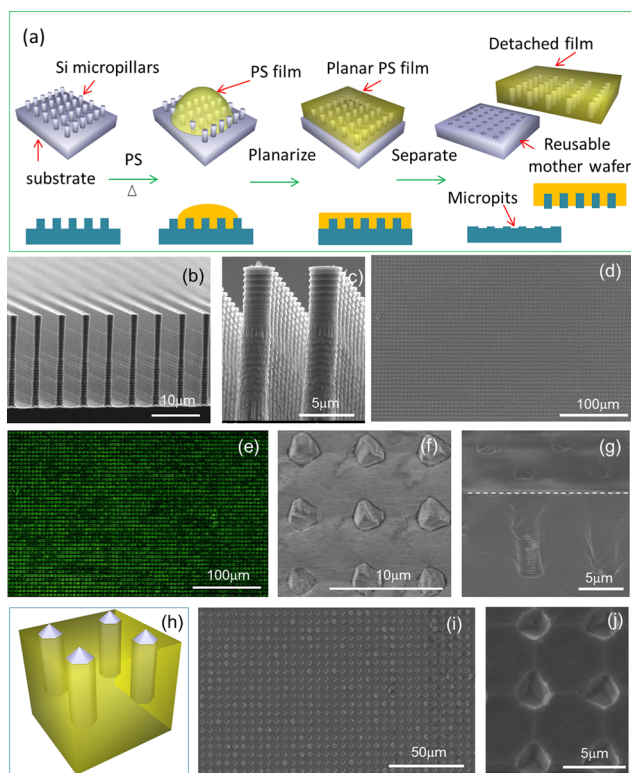 (a)
Si micropillars
PS film
Planar PS film
Detached film
substrate
PS
△
Planarize
Separate
Reusable
mother wafer
Micropits
(b)
10μm
(c)
5μm
(d)
100μm
(e)
100μm
(f)
10μm
(g)
5μm
(h)
(i)
50μm
(j)
5μm